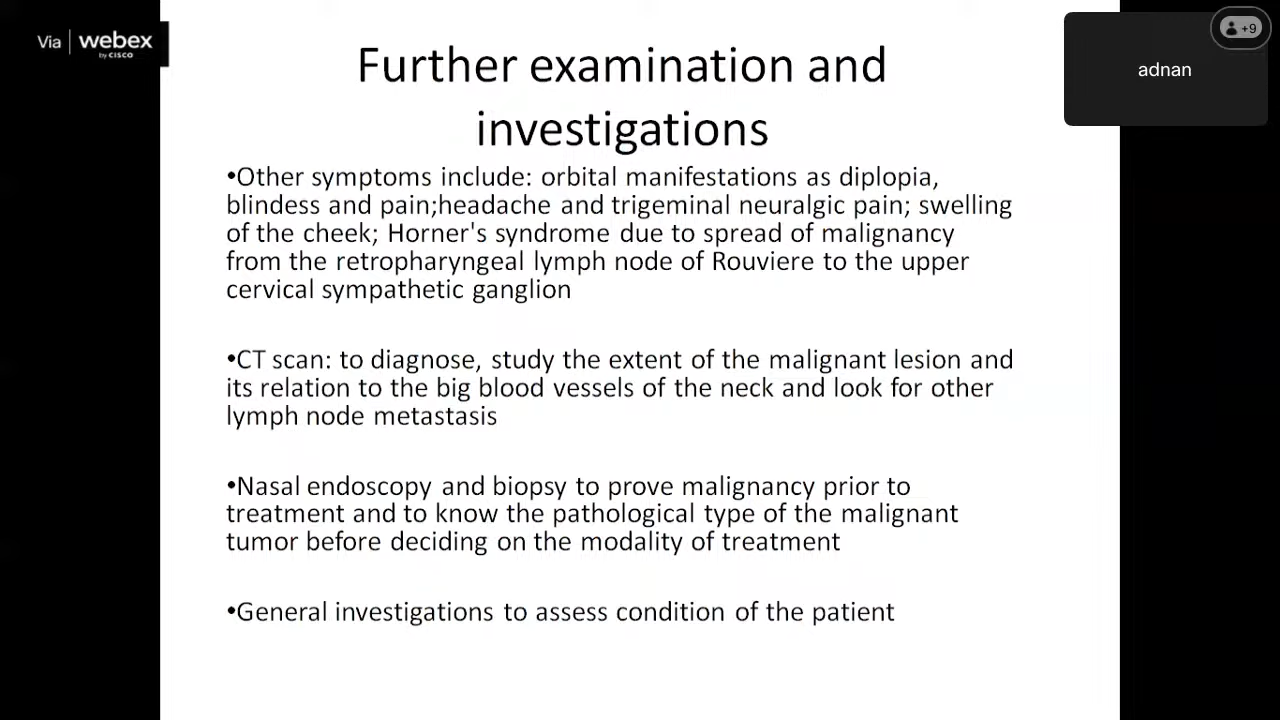 Via | webex
by CISCO
+9
adnan
Further examination and
investigations
•Other symptoms include: orbital manifestations as diplopia,
blindess and pain;headache and trigeminal neuralgic pain; swelling
of the cheek; Horner's syndrome due to spread of malignancy
from the retropharyngeal lymph node of Rouviere to the upper
cervical sympathetic ganglion
•CT scan: to diagnose, study the extent of the malignant lesion and
its relation to the big blood vessels of the neck and look for other
lymph node metastasis
•Nasal endoscopy and biopsy to prove malignancy prior to
treatment and to know the pathological type of the malignant
tumor before deciding on the modality of treatment
•General investigations to assess condition of the patient